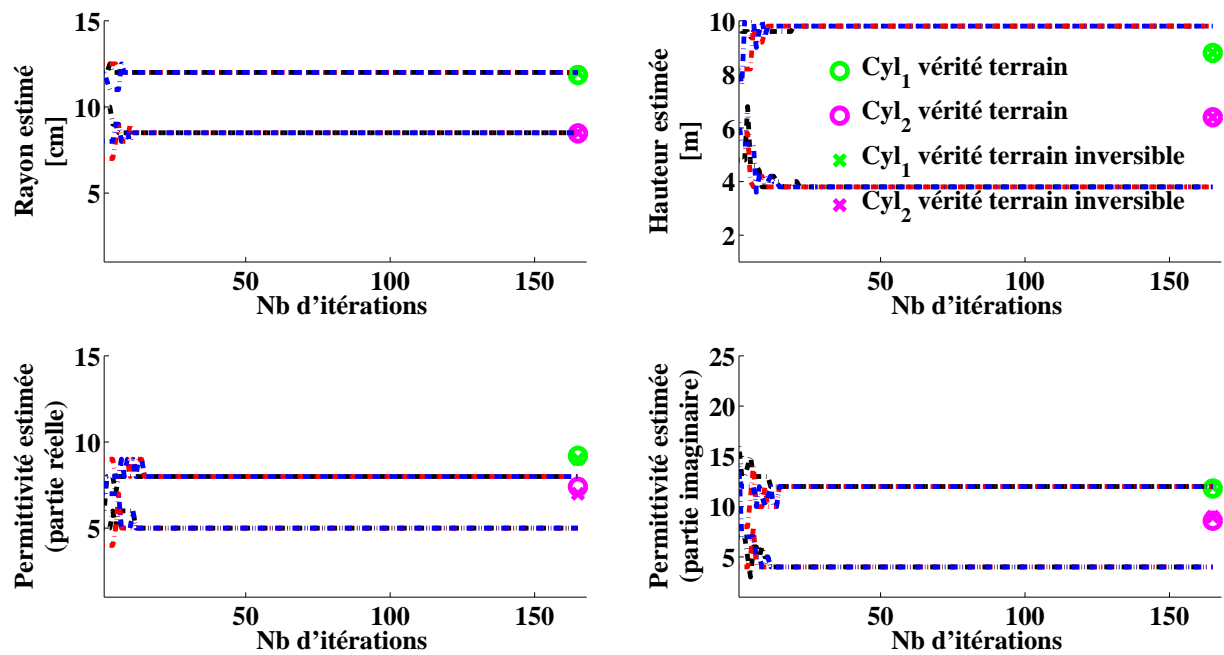 15
10
5
Rayon estimé
[cm]
50
100
150
Nb d'itérations
10
8
6
4
2
Hauteur estimée
[m]
Cyl1 vérité terrain
Cyl2 vérité terrain
Cyl1 vérité terrain inversible
Cyl2 vérité terrain inversible
50
100
150
Nb d'itérations
15
10
5
Permittivité estimée
(partie réelle)
50
100
150
Nb d'itérations
25
20
15
10
5
Permittivité estimée
(partie imaginaire)
50
100
150
Nb d'itérations